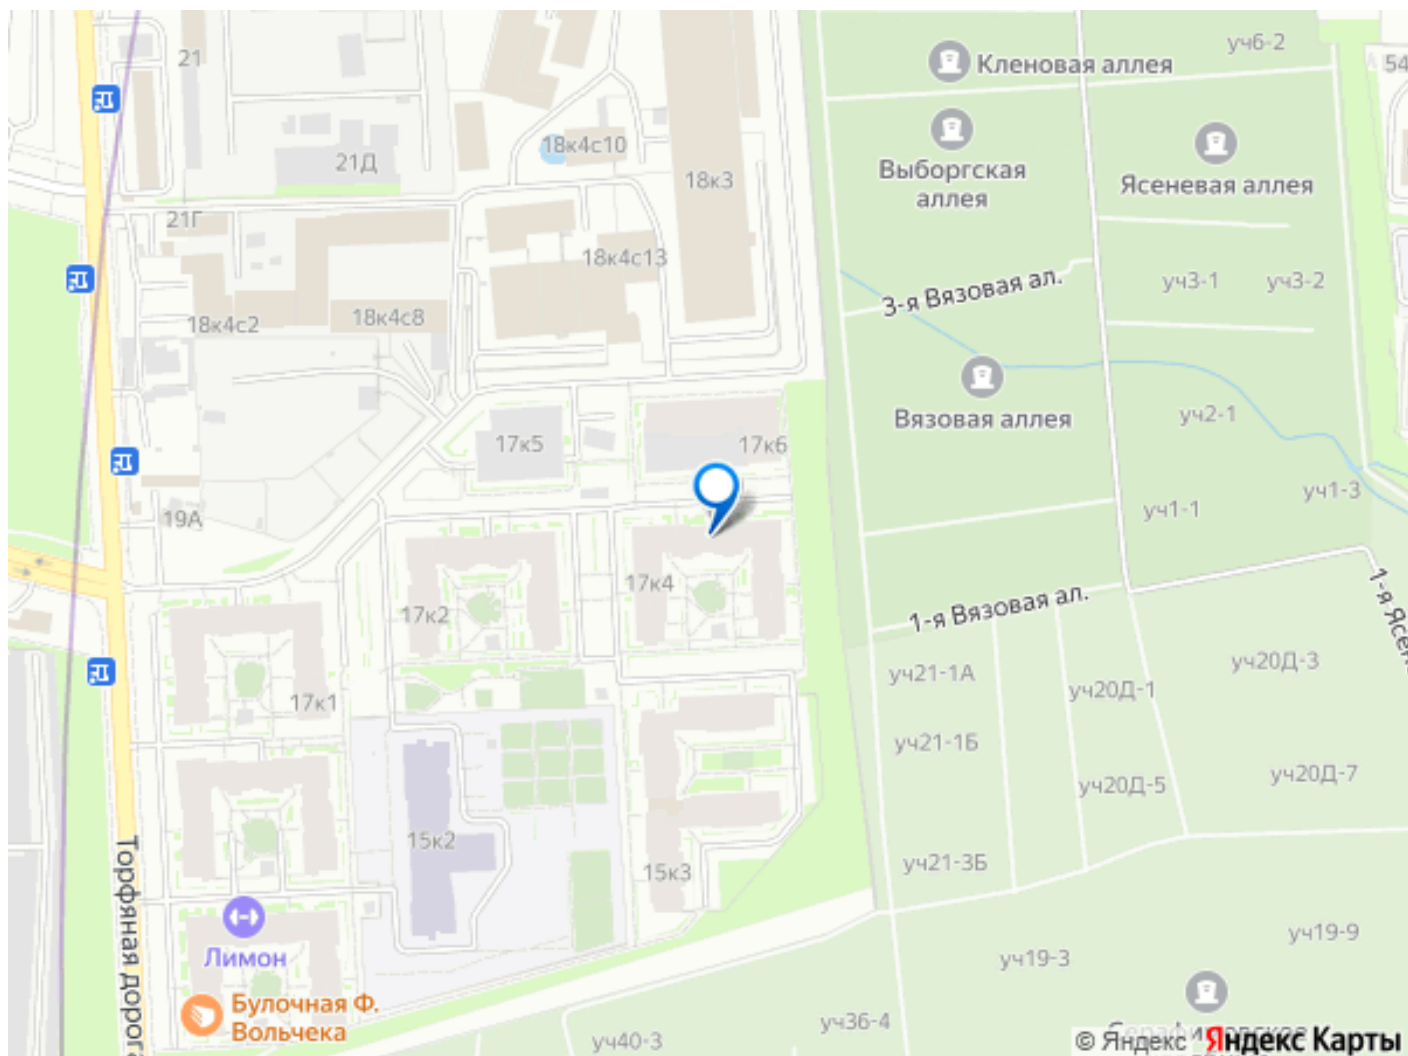 уч6-2
Кленовая аллея
54
21
21Д
18к4с10
18к3
Выборгская
аллея
Ясеневая аллея
21Г
18к4с13
3-я Вязовая ал.
уч3-1
уч3-2
18к4с2
18к4с8
Вязовая аллея
уч2-1
17к5
17к6
19А
уч1-1
уч1-3
17к4
17к2
1-я Вязовая ал.
1-я Ясен
17к1
уч21-1А
уч20Д-1
уч20Д-3
уч21-1Б
уч20Д-5
уч20Д-7
15к2
15к3
уч21-3Б
Торфяная дорога
Лимон
уч19-3
уч19-9
Булочная Ф.
Вольчека
уч36-4
уч40-3
© Яндекс
Яндекс Карты